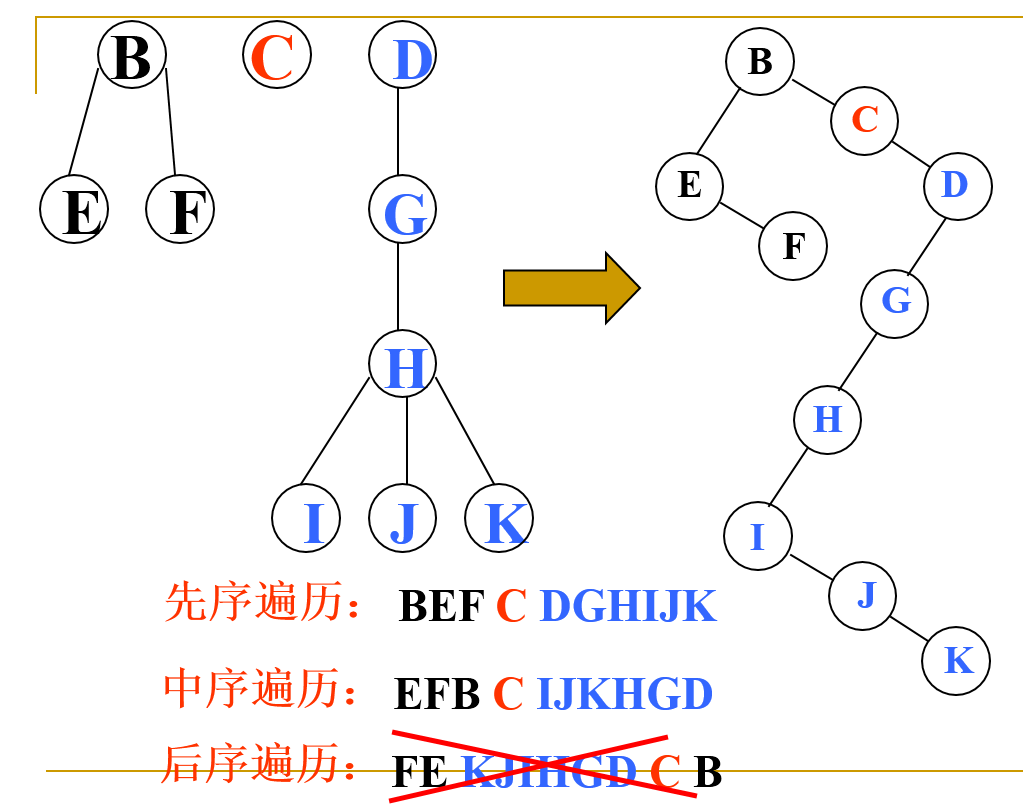 B C D
B
C
E F G
E D
F
G
H
H
I J K
I
J
K
先序遍历： BEF C DGHIJK
中序遍历： EFB C IJKHGD
后序遍历： FE KJIHGD C B